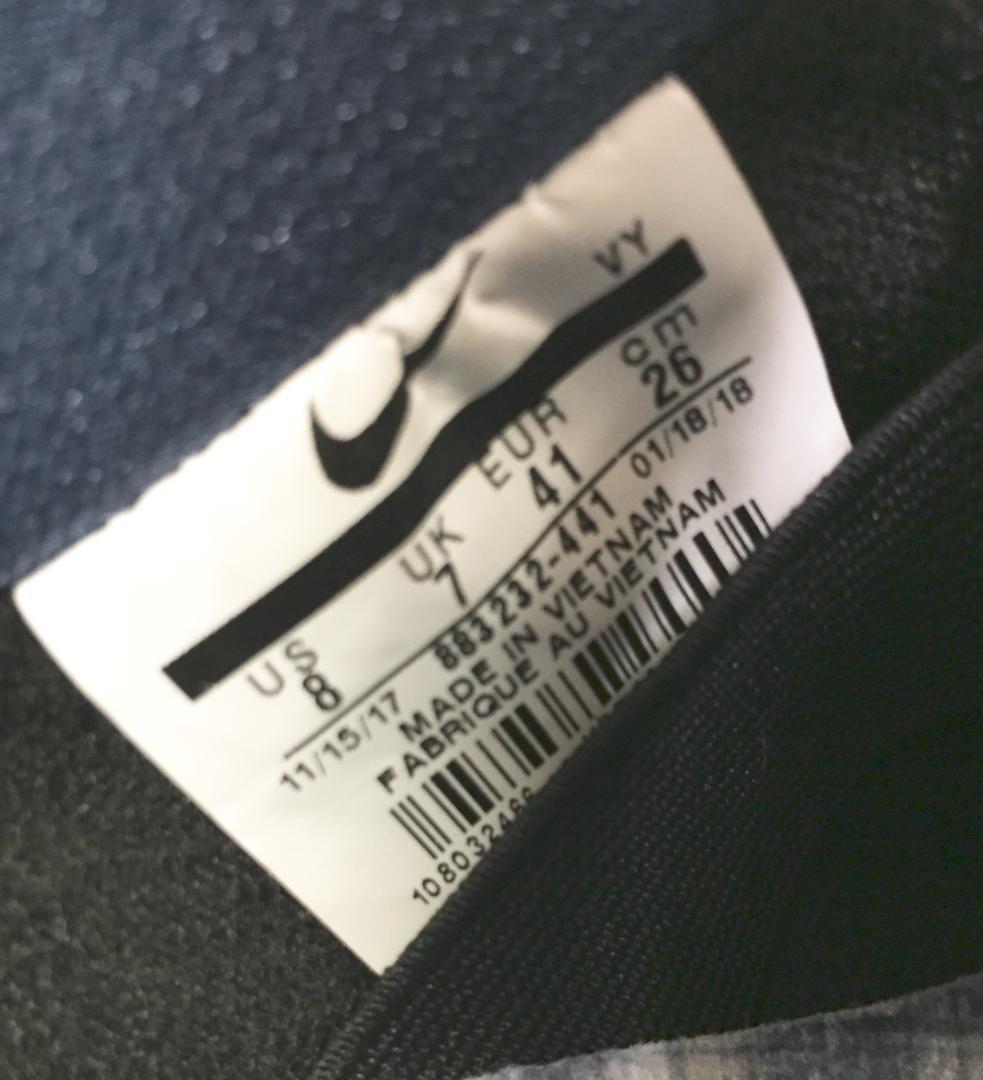 VY
US UK EUR cm
8 7 41 26
883232-441
11/15/17 01/18/18
MADE IN VIETNAM
FABRIQUE AU VIETNAM
10803246